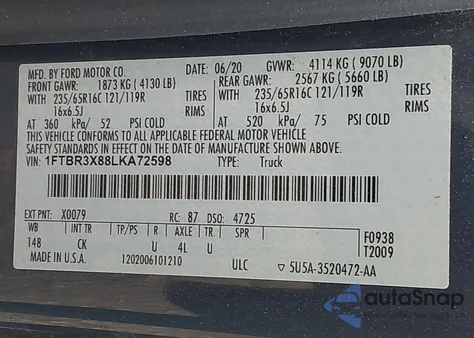 MFD. BY FORD MOTOR CO. 06/20 GVWR: 4114 KG (9070 LB)
FRONT GAWR: 1873 KG (4130 LB) REAR GAWR: 2567 KG (5660 LB)
WITH 235/65R16C 121/119R TIRES WITH 235/65R16C 121/119R TIRES
16x6.5J RIMS 16x6.5J RIMS
AT 360 kPa/ 52 PSI COLD AT 520 kPa/ 75 PSI COLD
THIS VEHICLE CONFORMS TO ALL APPLICABLE FEDERAL MOTOR VEHICLE
SAFETY STANDARDS IN EFFECT ON THE DATE OF MANUFACTURE SHOWN ABOVE.
VIN: 1FTBR3X88LKA72598 TYPE: Truck
EXT PNT: X0079 RC: 87 DSO: 4725
WB INT TR TP/PS R AXLE TR SPR F0938
148 CK U 4L U T2009
MADE IN U.S.A. 1202006101210 ULC ▽ 5U5A-3520472-AA
autoSnap